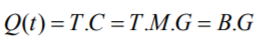 Q(t) = T.C = T.M.G = B.G